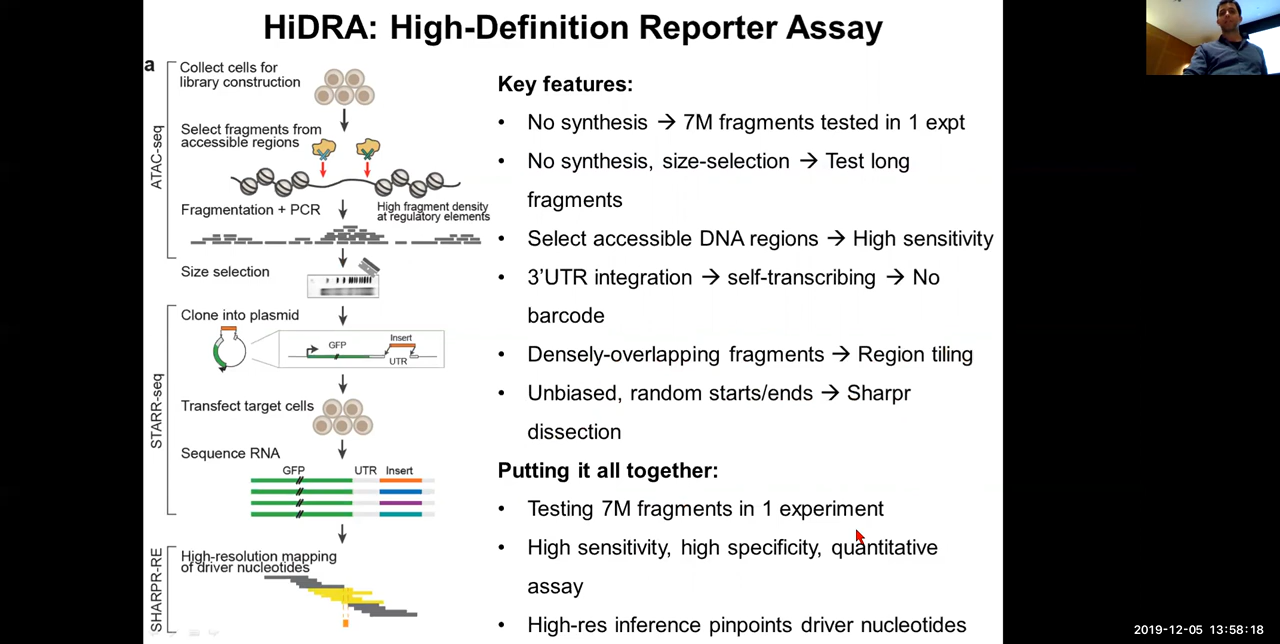 HiDRA: High-Definition Reporter Assay
a
ATAC-seq
Collect cells for
library construction
Select fragments from
accessible regions
Fragmentation + PCR
High fragment density
at regulatory elements
Size selection
STARR-seq
Clone into plasmid
GFP
Insert
UTR
Transfect target cells
Sequence RNA
GFP UTR Insert
SHARPR-RE
High-resolution mapping
of driver nucleotides
Key features:
• No synthesis → 7M fragments tested in 1 expt
• No synthesis, size-selection → Test long
fragments
• Select accessible DNA regions → High sensitivity
• 3’UTR integration → self-transcribing → No
barcode
• Densely-overlapping fragments → Region tiling
• Unbiased, random starts/ends → Sharpr
dissection
Putting it all together:
• Testing 7M fragments in 1 experiment
• High sensitivity, high specificity, quantitative
assay
• High-res inference pinpoints driver nucleotides
2019-12-05 13:58:18